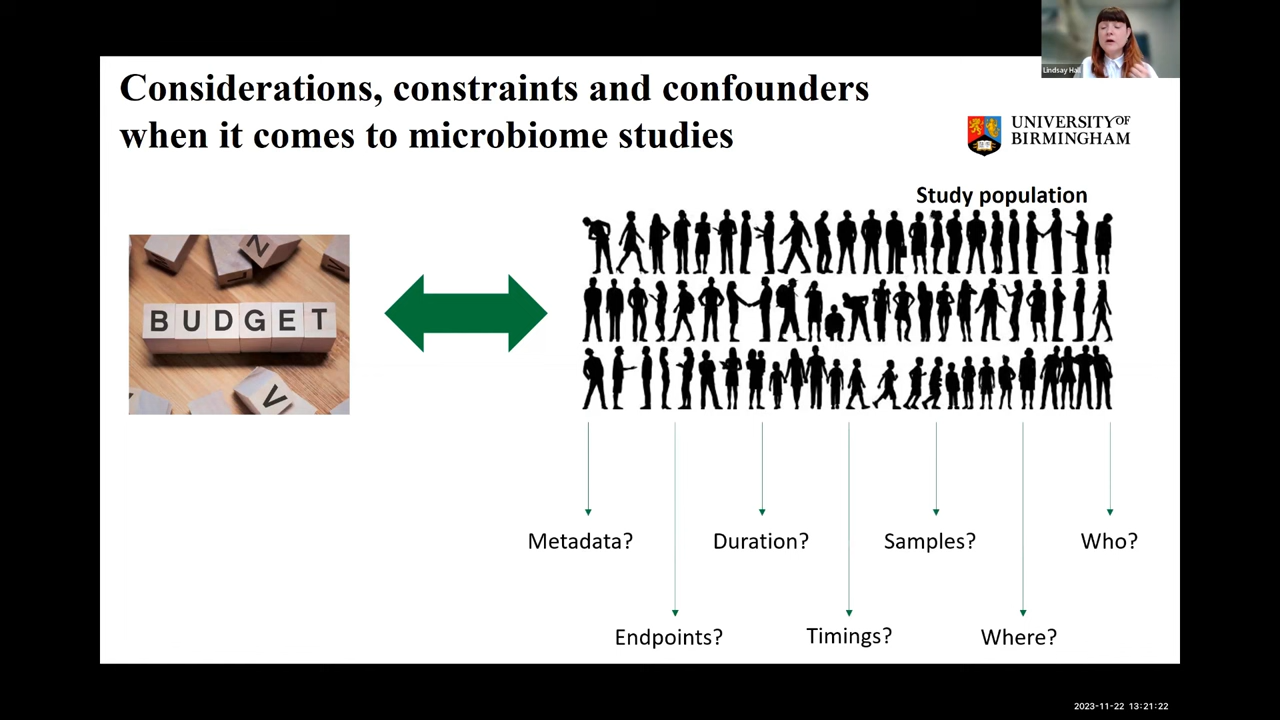 Lindsay Hall
Considerations, constraints and confounders
when it comes to microbiome studies
UNIVERSITY OF
BIRMINGHAM
Study population
N
BUDGET
V
Metadata?
Duration?
Samples?
Who?
Endpoints?
Timings?
Where?
2023-11-22 13:21:22